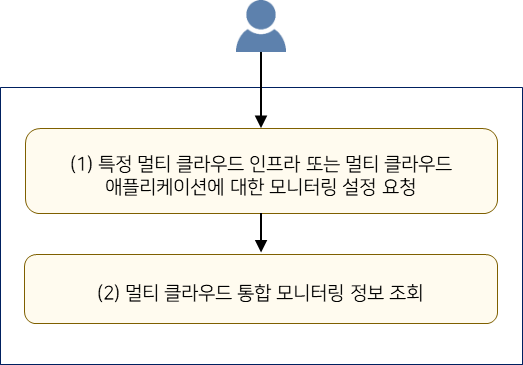 (1) 특정 멀티 클라우드 인프라 또는 멀티 클라우드
애플리케이션에 대한 모니터링 설정 요청
(2) 멀티 클라우드 통합 모니터링 정보 조회